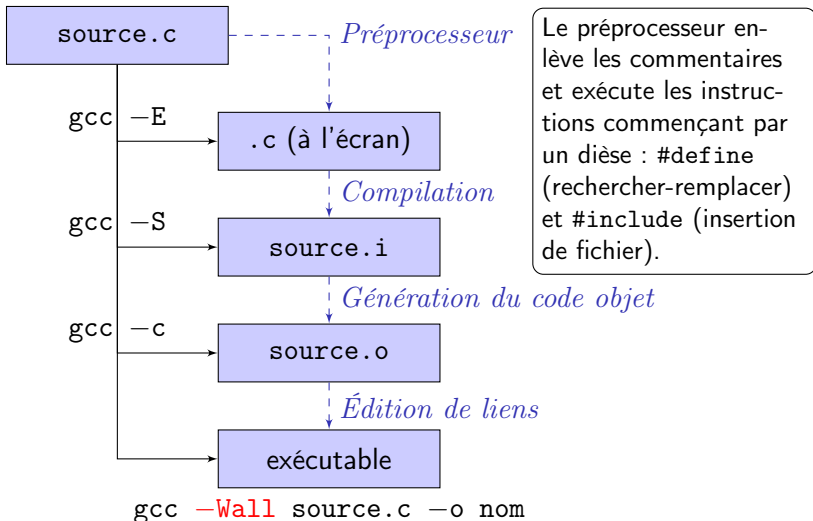 source.c
Préprocesseur
gcc −E
.c (à l'écran)
Compilation
gcc −S
source.i
Génération du code objet
gcc −c
source.o
Édition de liens
exécutable
gcc −Wall source.c −o nom
Le préprocesseur en-
lève les commentaires
et exécute les instruc-
tions commençant par
un dièse : #define
(rechercher-remplacer)
et #include (insertion
de fichier).